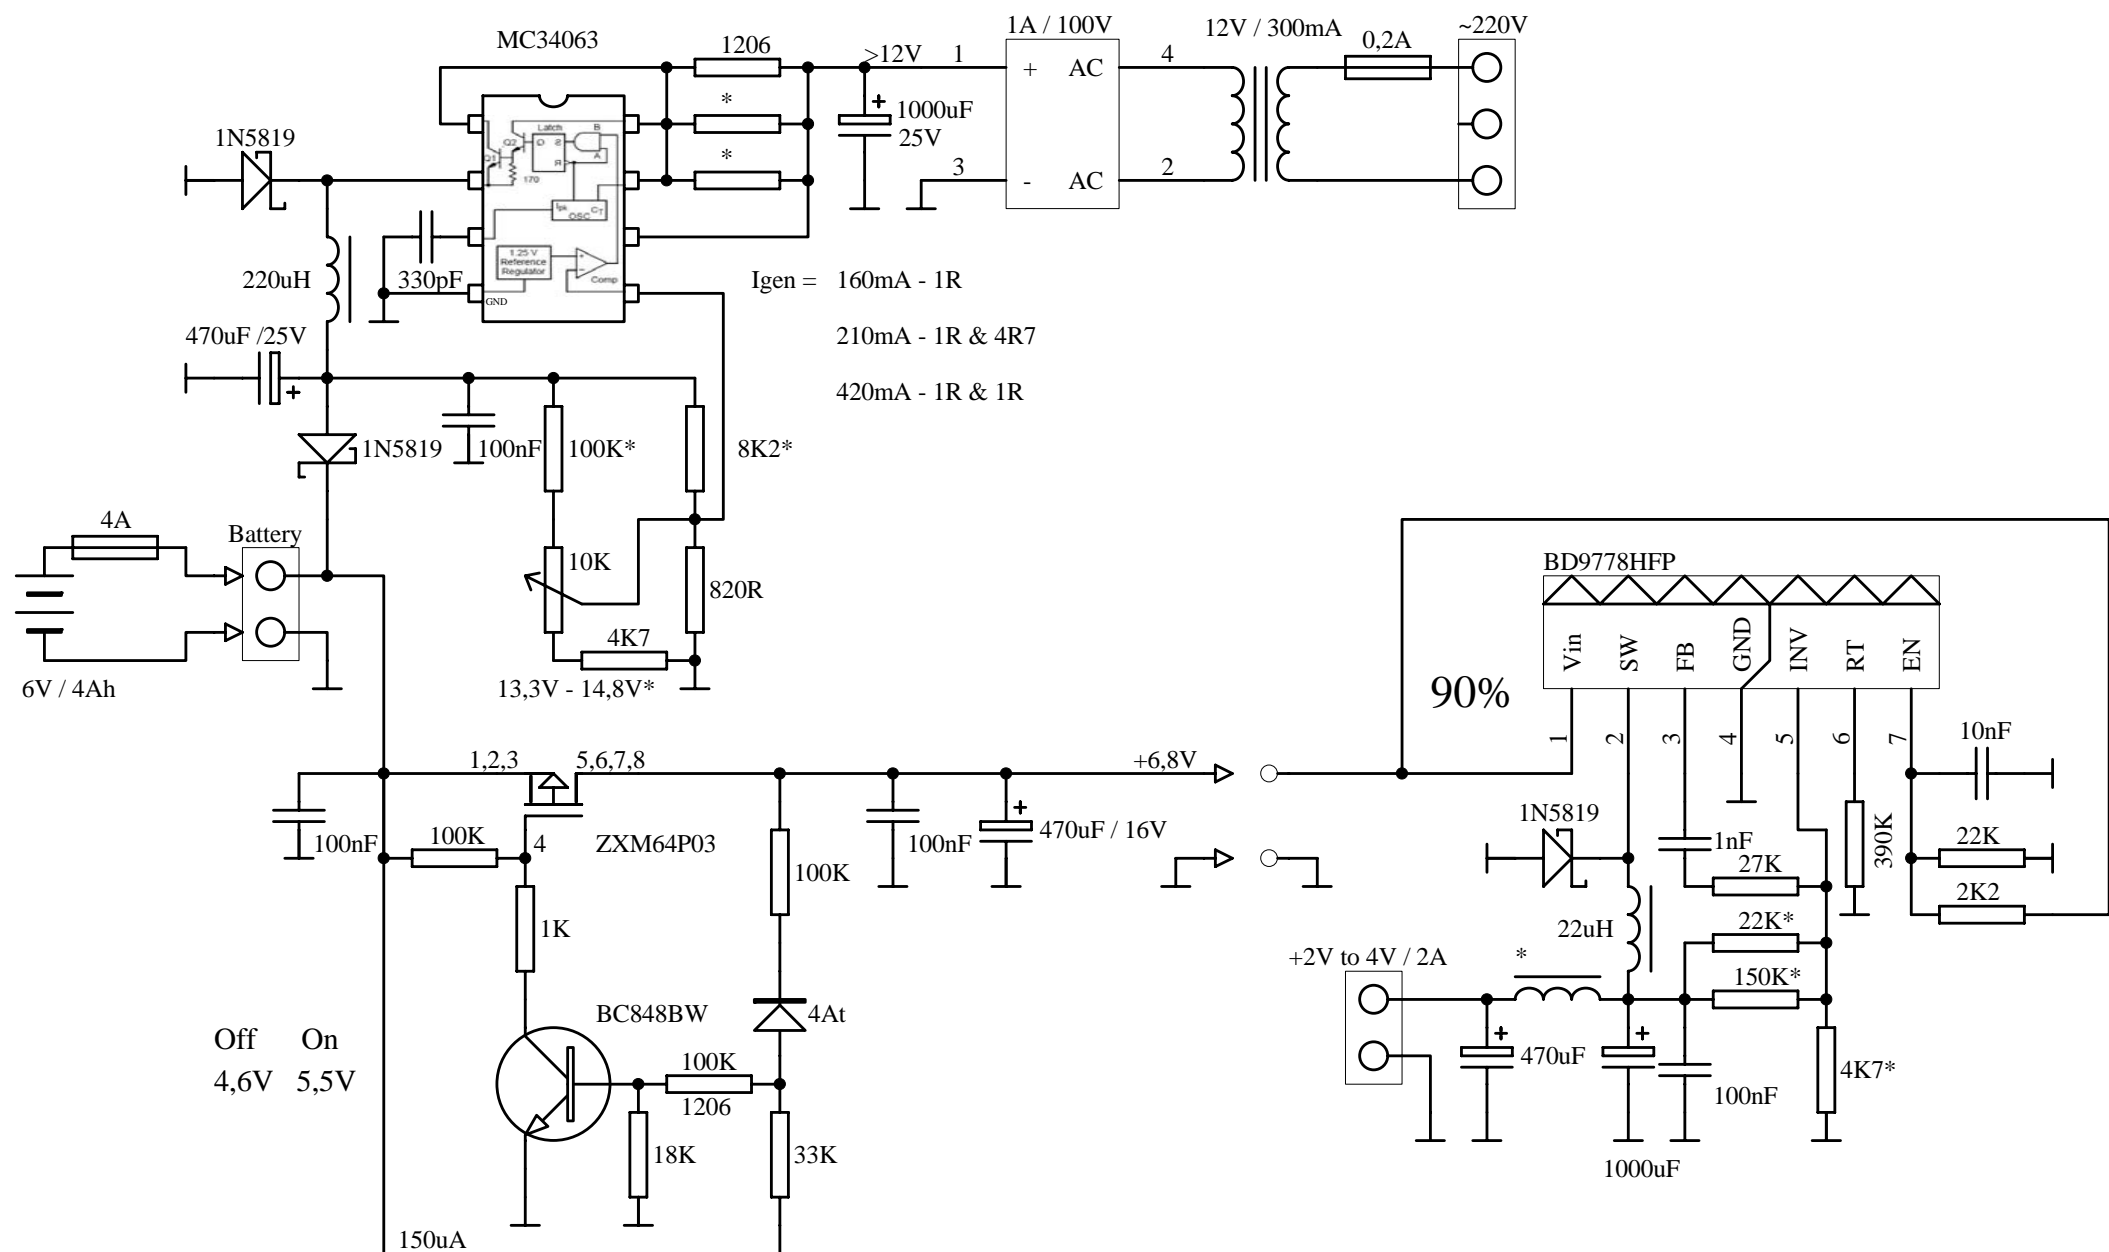 1A / 100V
12V / 300mA
~220V
MC34063
1206
>12V
1
+ AC
4
0,2A
*
*
1000uF
25V
1N5819
3
- AC
2
Latch
B
Q2
Q
S
A
Q1
R
170
Ipk
CT
OSC
1.25 V
Reference
Regulator
Comp
GND
220uH
330pF
Igen = 160mA - 1R
210mA - 1R & 4R7
420mA - 1R & 1R
470uF /25V
+
+
1N5819
100nF
100K*
8K2*
4A
Battery
10K
820R
4K7
6V / 4Ah
13,3V - 14,8V*
BD9778HFP
Vin
SW
FB
GND
INV
RT
EN
90%
1
2
3
4
5
6
7
10nF
1,2,3
5,6,7,8
+6,8V
100nF
100K
4
ZXM64P03
100nF
+
470uF / 16V
100K
1K
1N5819
1nF
27K
390K
22K
2K2
22uH
22K*
150K*
+2V to 4V / 2A
*
BC848BW
4At
Off On
4,6V 5,5V
100K
1206
18K
33K
+
470uF
+
100nF
4K7*
1000uF
150uA